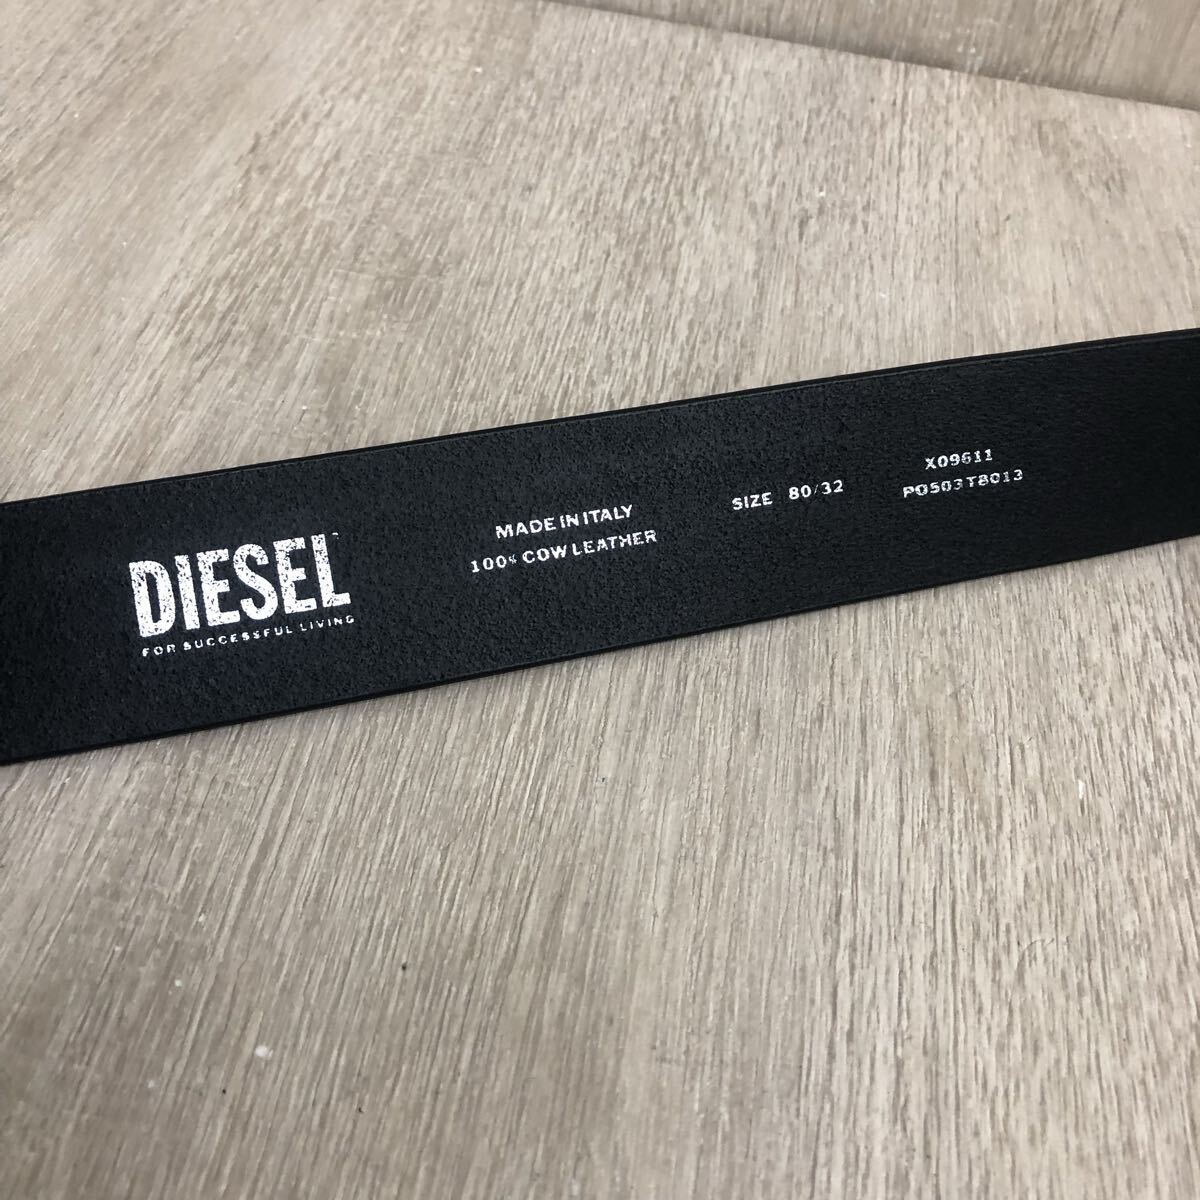 DIESEL
FOR SUCCESSFUL LIVING
MADE IN ITALY
100% COW LEATHER
SIZE 80/32
X09611
P0503T8013